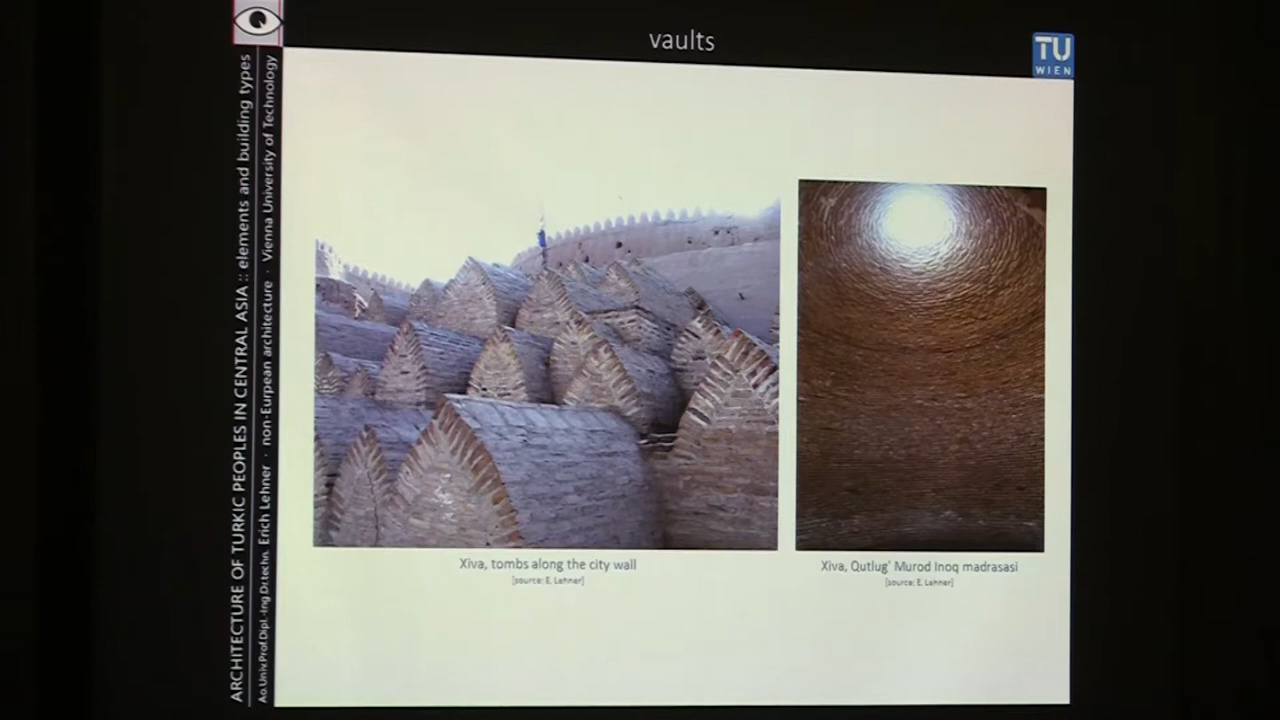 vaults
TU
WIEN
ARCHITECTURE OF TURKIC PEOPLES IN CENTRAL ASIA :: elements and building types
Ao.Univ.Prof.Dipl.-Ing Dr.techn. Erich Lehner · non-Eurpean architecture · Vienna University of Technology
Xiva, tombs along the city wall
[source: E. Lehner]
Xiva, Qutlug' Murod Inoq madrasasi
[source: E. Lehner]